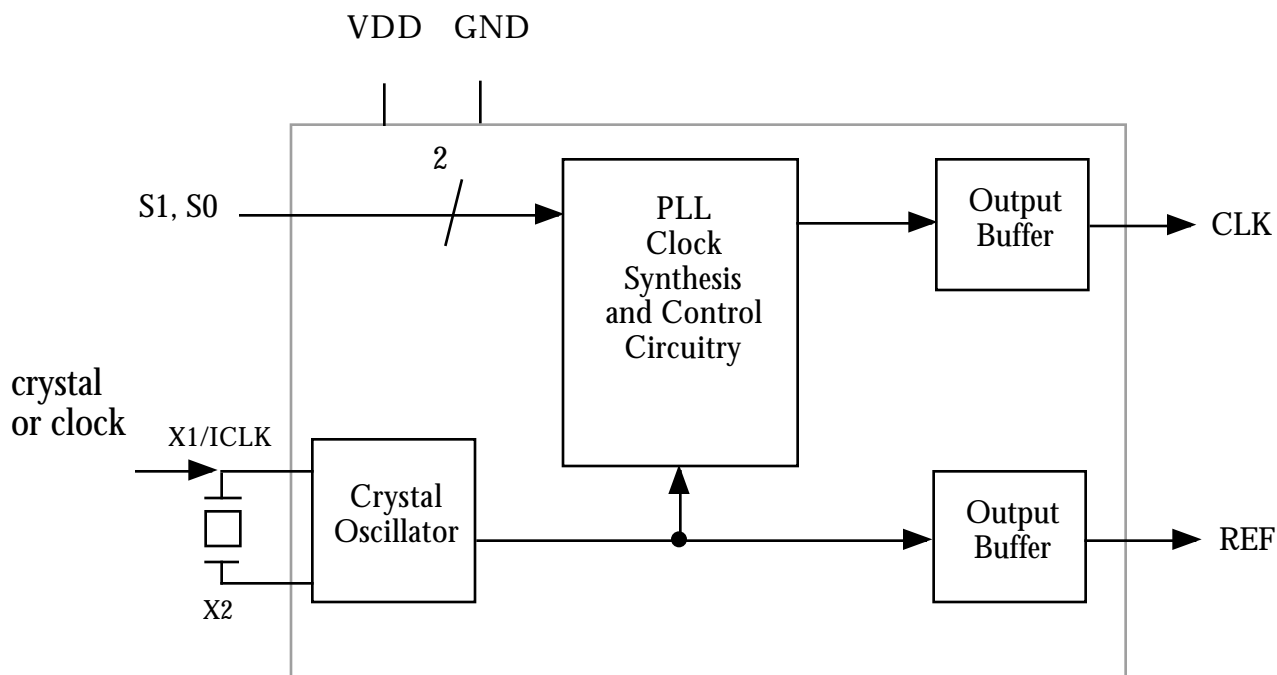 VDD GND
2
S1, S0
PLL
Clock
Synthesis
and Control
Circuitry
Output
Buffer
CLK
crystal
or clock
X1/ICLK
Crystal
Oscillator
X2
Output
Buffer
REF